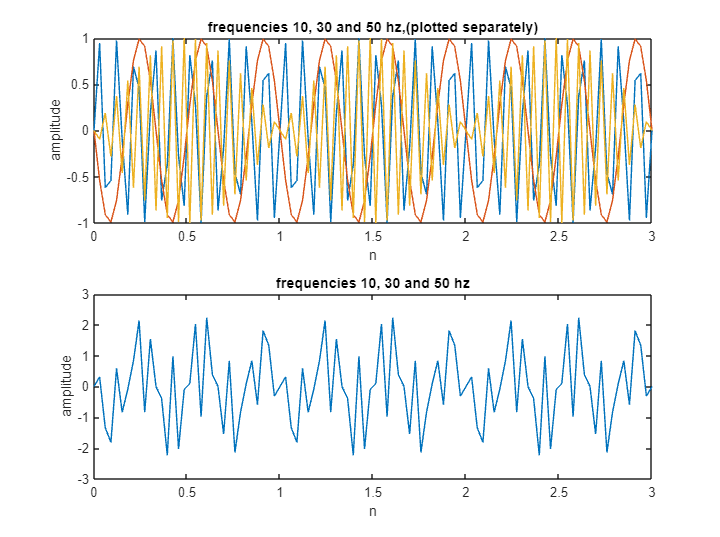 frequencies 10, 30 and 50 hz,(plotted separately)
amplitude
1
0.5
0
-0.5
-1
0 0.5 1 1.5 2 2.5 3
n
frequencies 10, 30 and 50 hz
amplitude
3
2
1
0
-1
-2
-3
0 0.5 1 1.5 2 2.5 3
n